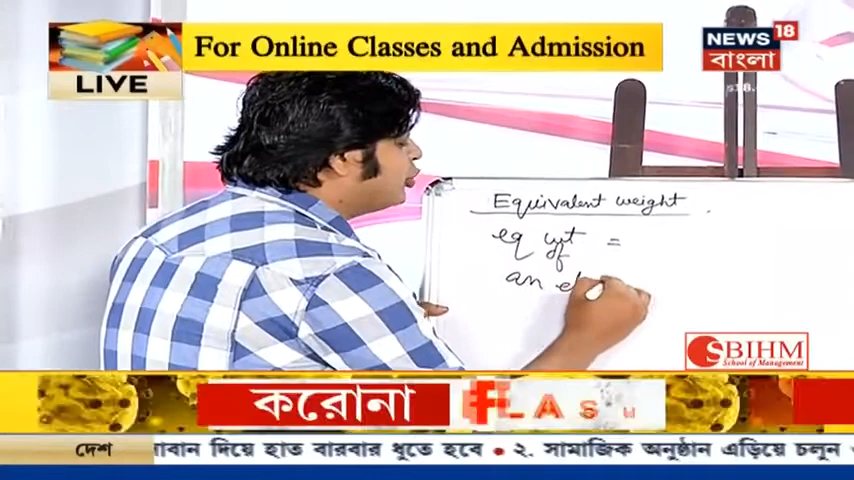 For Online Classes and Admission
LIVE
NEWS 18
বাংলা
Equivalent weight
eq wt =
of
an el
SBIHM
School of Management
করোনা
FLAS
দেশ
াবান দিয়ে হাত বারবার ধুতে হবে • ২. সামাজিক অনুষ্ঠান এড়িয়ে চলুন